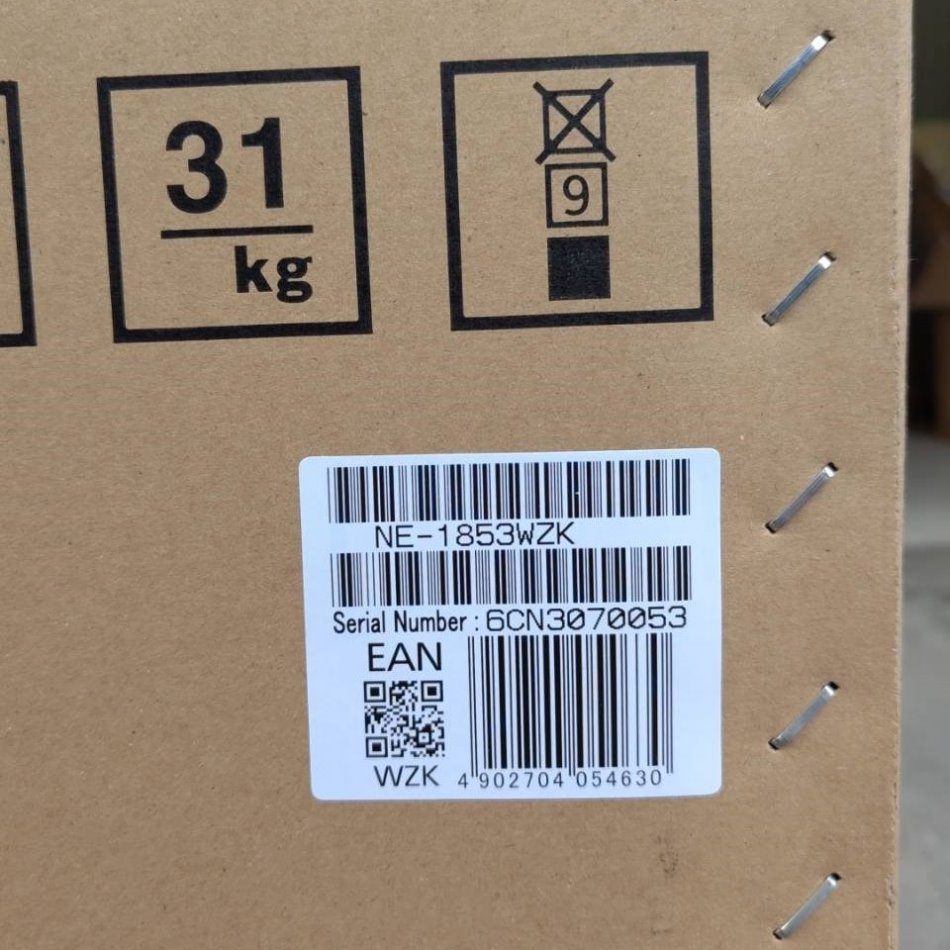 31
kg
9
NE-1853WZK
Serial Number : 6CN3070053
EAN
WZK
4 902704 054630